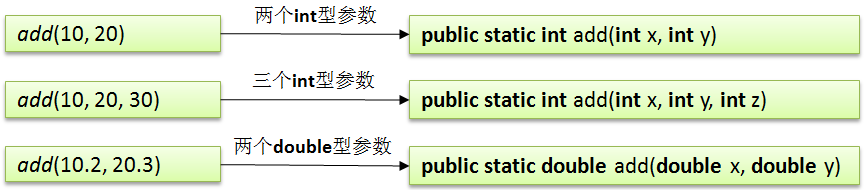 add(10, 20)
两个int型参数
public static int add(int x, int y)
add(10, 20, 30)
三个int型参数
public static int add(int x, int y, int z)
add(10.2, 20.3)
两个double型参数
public static double add(double x, double y)